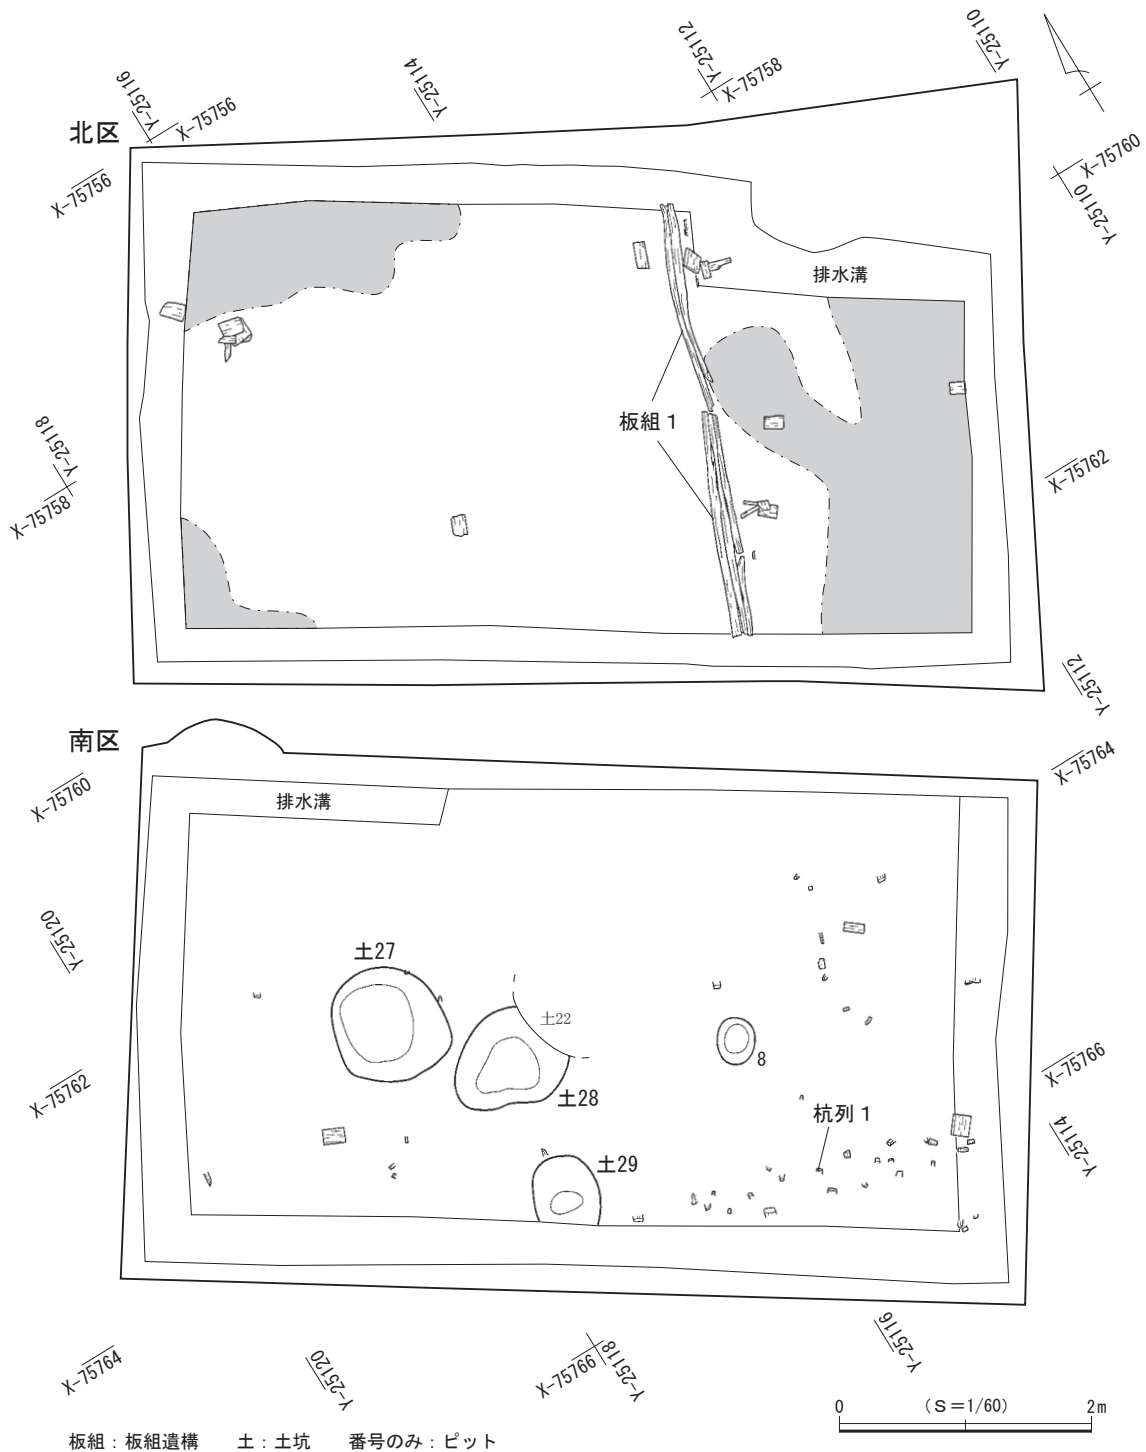 Y-25110
Y-25112
X-75758
Y-25114
Y-25116
X-75756
北区
X-75760
Y-25110
X-75756
排水溝
板組1
Y-25118
X-75758
X-75762
Y-25112
南区
X-75764
X-75760
排水溝
Y-25120
土27
土22
8
土28
X-75766
X-75762
杭列1
Y-25114
土29
Y-25116
X-75764
Y-25120
X-75766
Y-25118
0 (S=1/60) 2m
板組:板組遺構 土:土坑 番号のみ:ピット